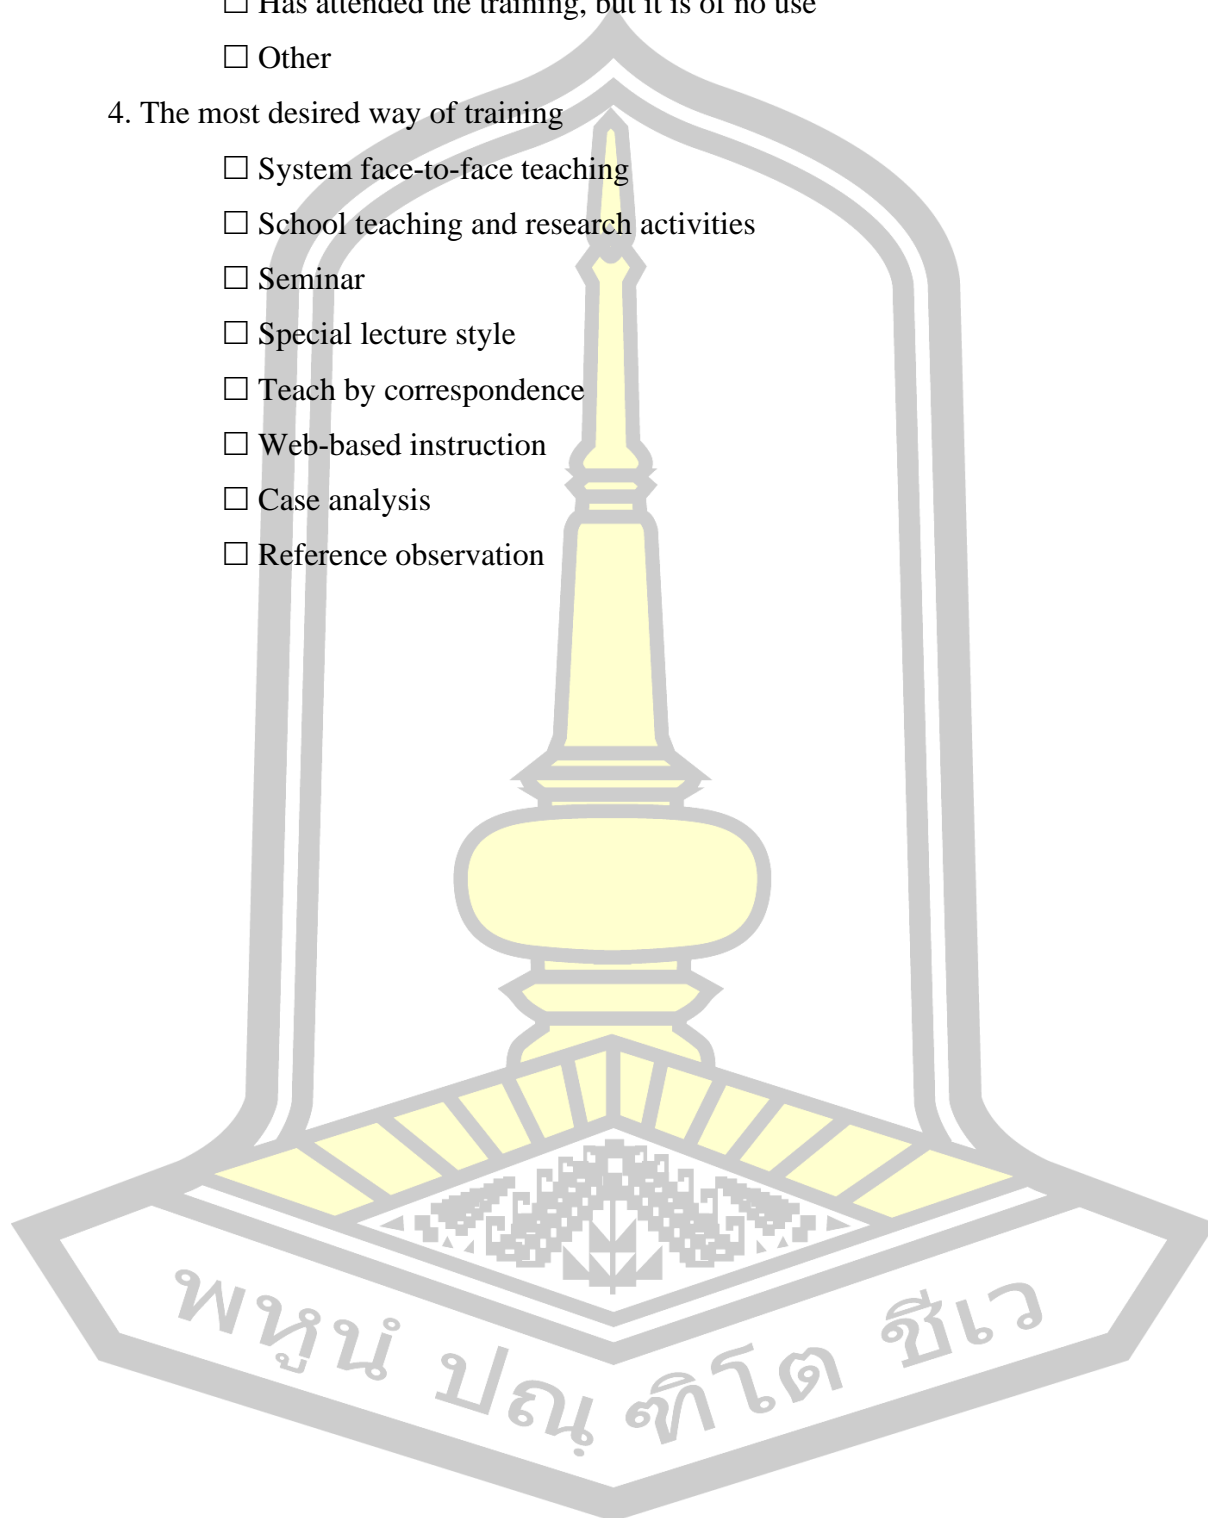 ☐ Has attended the training, but it is of no use
☐ Other
4. The most desired way of training
☐ System face-to-face teaching
☐ School teaching and research activities
☐ Seminar
☐ Special lecture style
☐ Teach by correspondence
☐ Web-based instruction
☐ Case analysis
☐ Reference observation
พหูนํ ปณฺฑิโต ชีเว